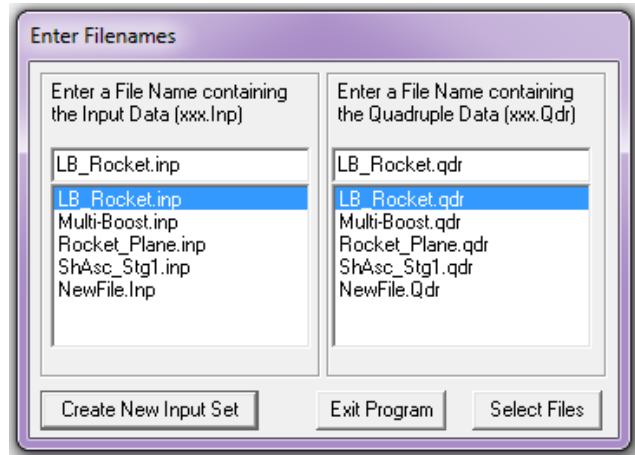 Enter Filenames
Enter a File Name containing
the Input Data (xxx.Inp)
LB_Rocket.inp
LB_Rocket.inp
Multi-Boost.inp
Rocket_Plane.inp
ShAsc_Stg1.inp
NewFile.Inp
Enter a File Name containing
the Quadruple Data (xxx.Qdr)
LB_Rocket.qdr
LB_Rocket.qdr
Multi-Boost.qdr
Rocket_Plane.qdr
ShAsc_Stg1.qdr
NewFile.Qdr
Create New Input Set
Exit Program
Select Files